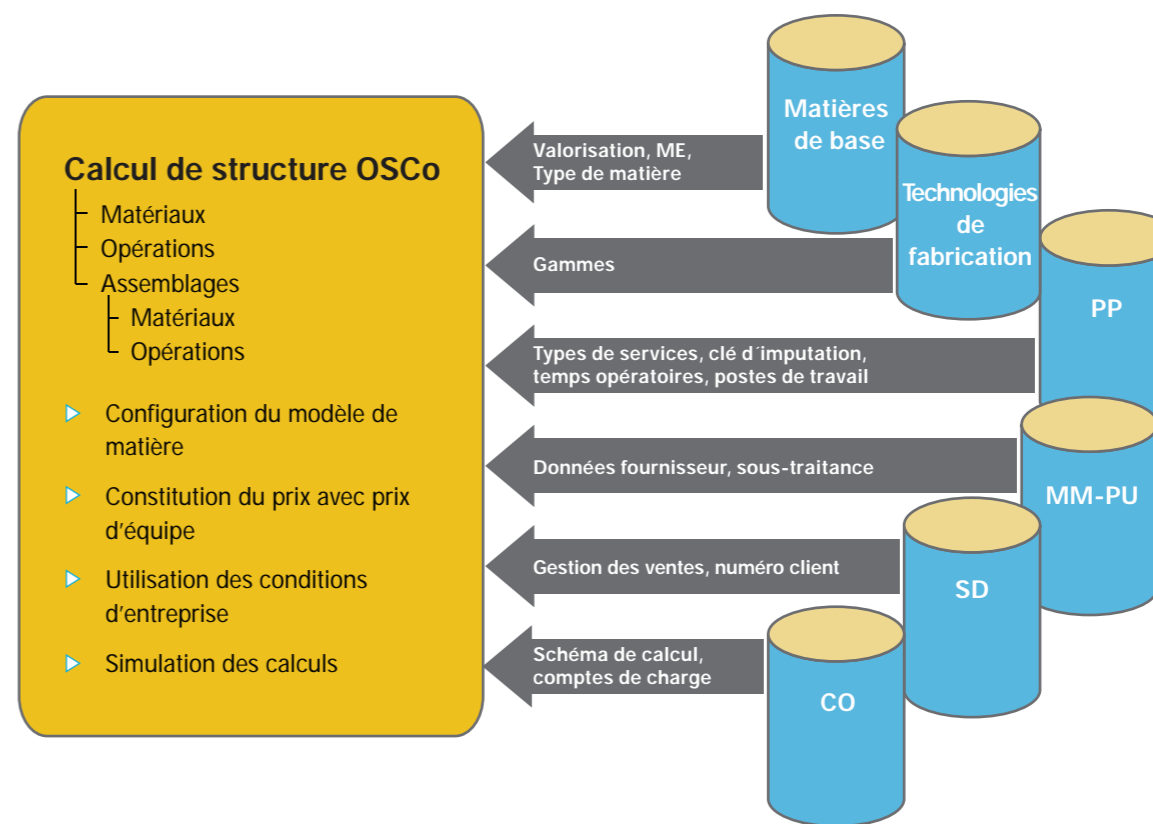 Calcul de structure OSCo
Matériaux
Opérations
Assemblages
Matériaux
Opérations
Configuration du modèle de
matière
Constitution du prix avec prix
d'équipe
Utilisation des conditions
d'entreprise
Simulation des calculs
Valorisation, ME,
Type de matière
Gammes
Types de services, clé d´imputation,
temps opératoires, postes de travail
Données fournisseur, sous-traitance
Gestion des ventes, numéro client
Schéma de calcul,
comptes de charge
Matières
de base
Technologies
de
fabrication
PP
MM-PU
SD
CO